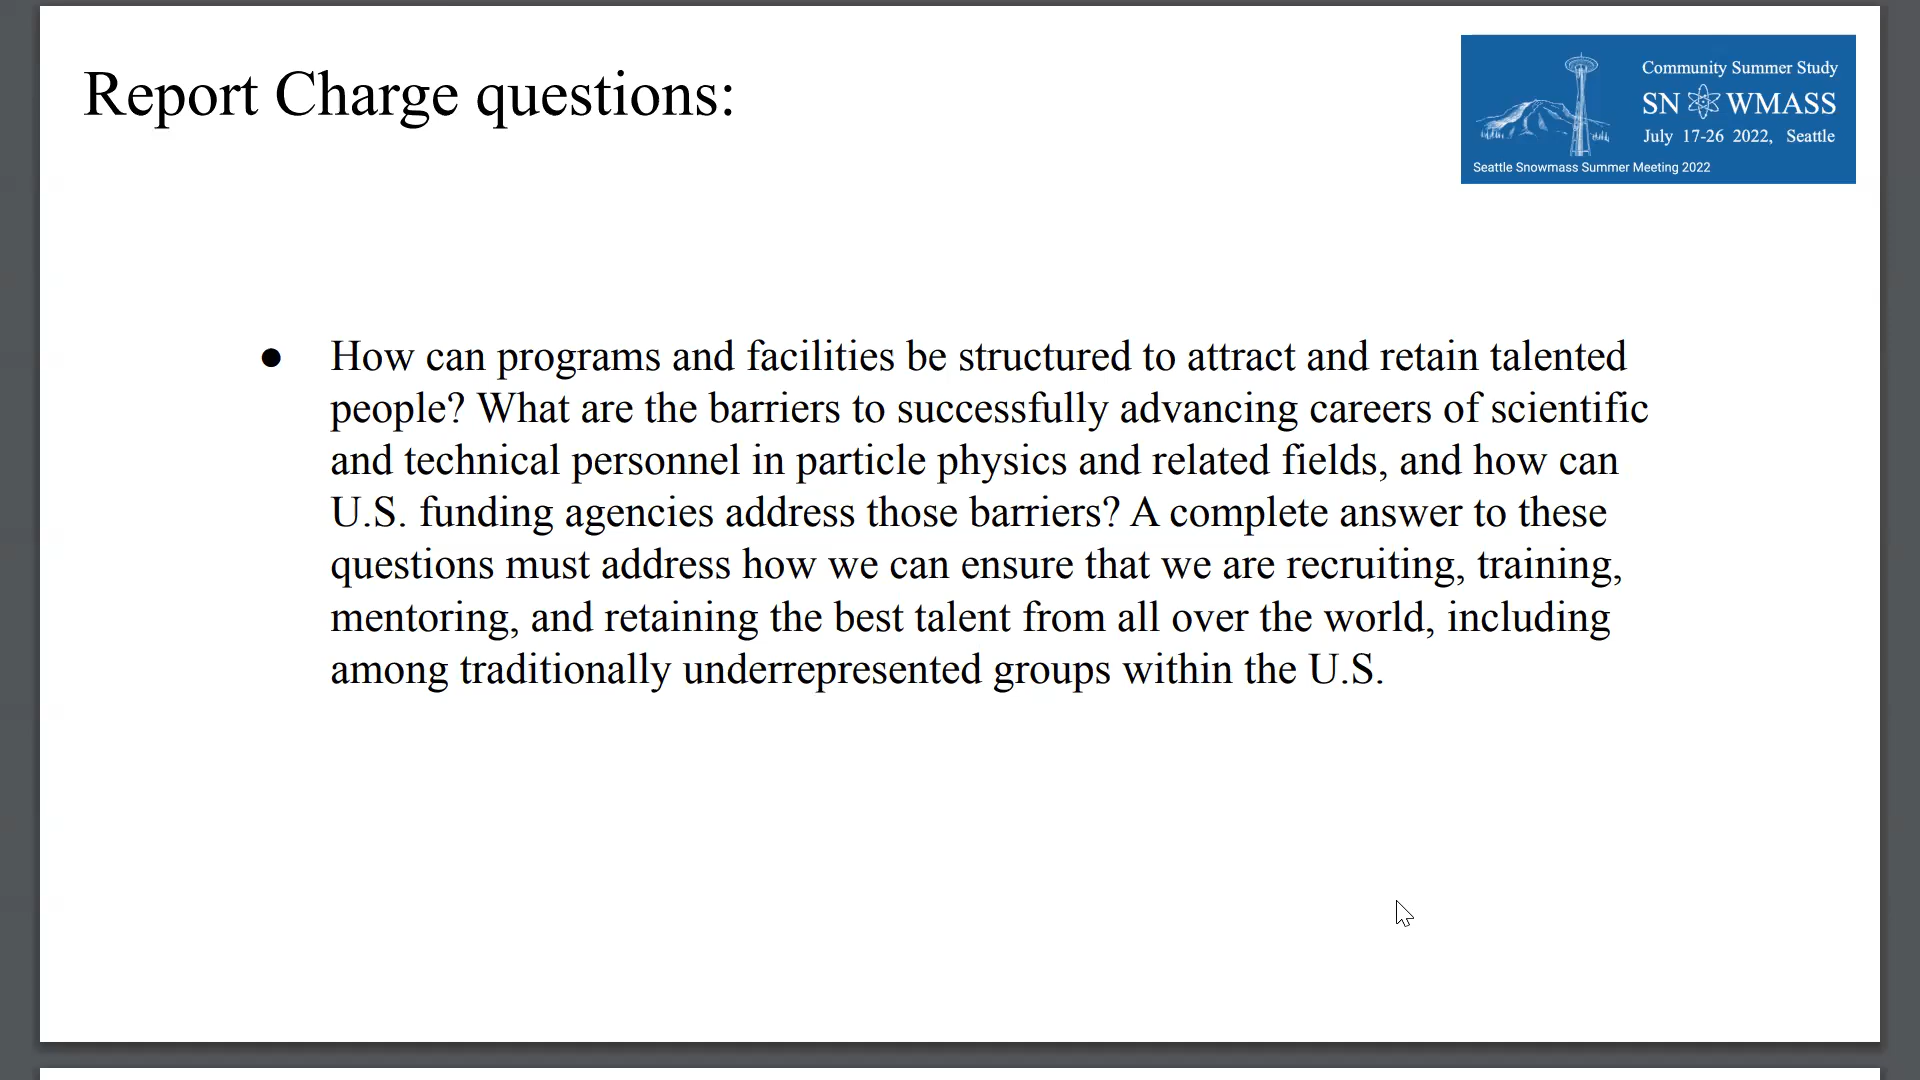 Report Charge questions:
Community Summer Study
SNOWMASS
July 17-26 2022, Seattle
Seattle Snowmass Summer Meeting 2022
● How can programs and facilities be structured to attract and retain talented
people? What are the barriers to successfully advancing careers of scientific
and technical personnel in particle physics and related fields, and how can
U.S. funding agencies address those barriers? A complete answer to these
questions must address how we can ensure that we are recruiting, training,
mentoring, and retaining the best talent from all over the world, including
among traditionally underrepresented groups within the U.S.